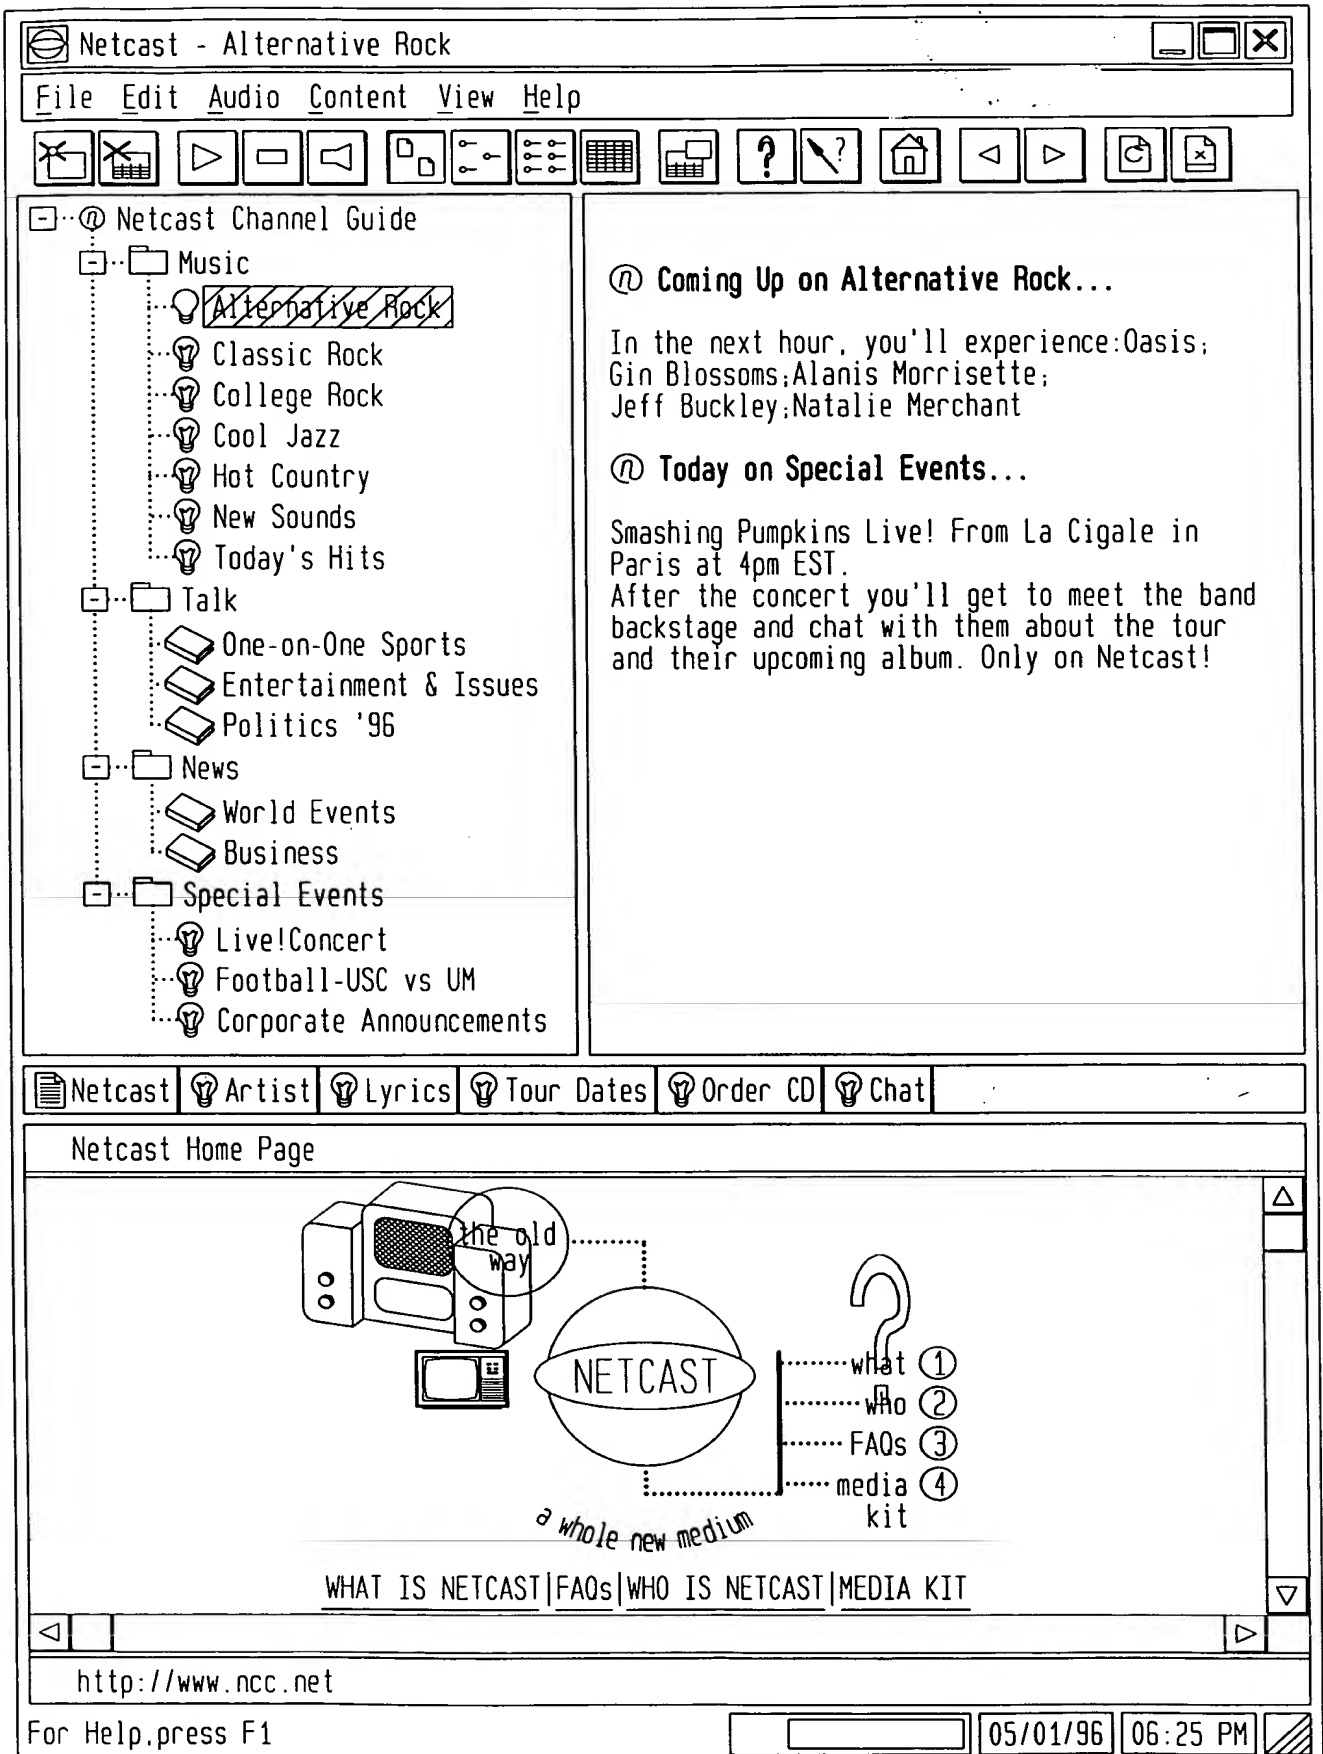 Netcast - Alternative Rock
File Edit Audio Content View Help
Netcast Channel Guide
Music
Alternative Rock
Classic Rock
College Rock
Cool Jazz
Hot Country
New Sounds
Today's Hits
Talk
One-on-One Sports
Entertainment & Issues
Politics '96
News
World Events
Business
Special Events
Live!Concert
Football-USC vs UM
Corporate Announcements
n Coming Up on Alternative Rock...
In the next hour, you'll experience:Oasis;
Gin Blossoms;Alanis Morrisette;
Jeff Buckley;Natalie Merchant
n Today on Special Events...
Smashing Pumpkins Live! From La Cigale in
Paris at 4pm EST.
After the concert you'll get to meet the band
backstage and chat with them about the tour
and their upcoming album. Only on Netcast!
Netcast Artist Lyrics Tour Dates Order CD Chat
Netcast Home Page
the old
way
NETCAST
what 1
who 2
FAQs 3
media 4
kit
a whole new medium
WHAT IS NETCAST|FAQs|WHO IS NETCAST|MEDIA KIT
http://www.ncc.net
For Help,press F1 05/01/96 06:25 PM